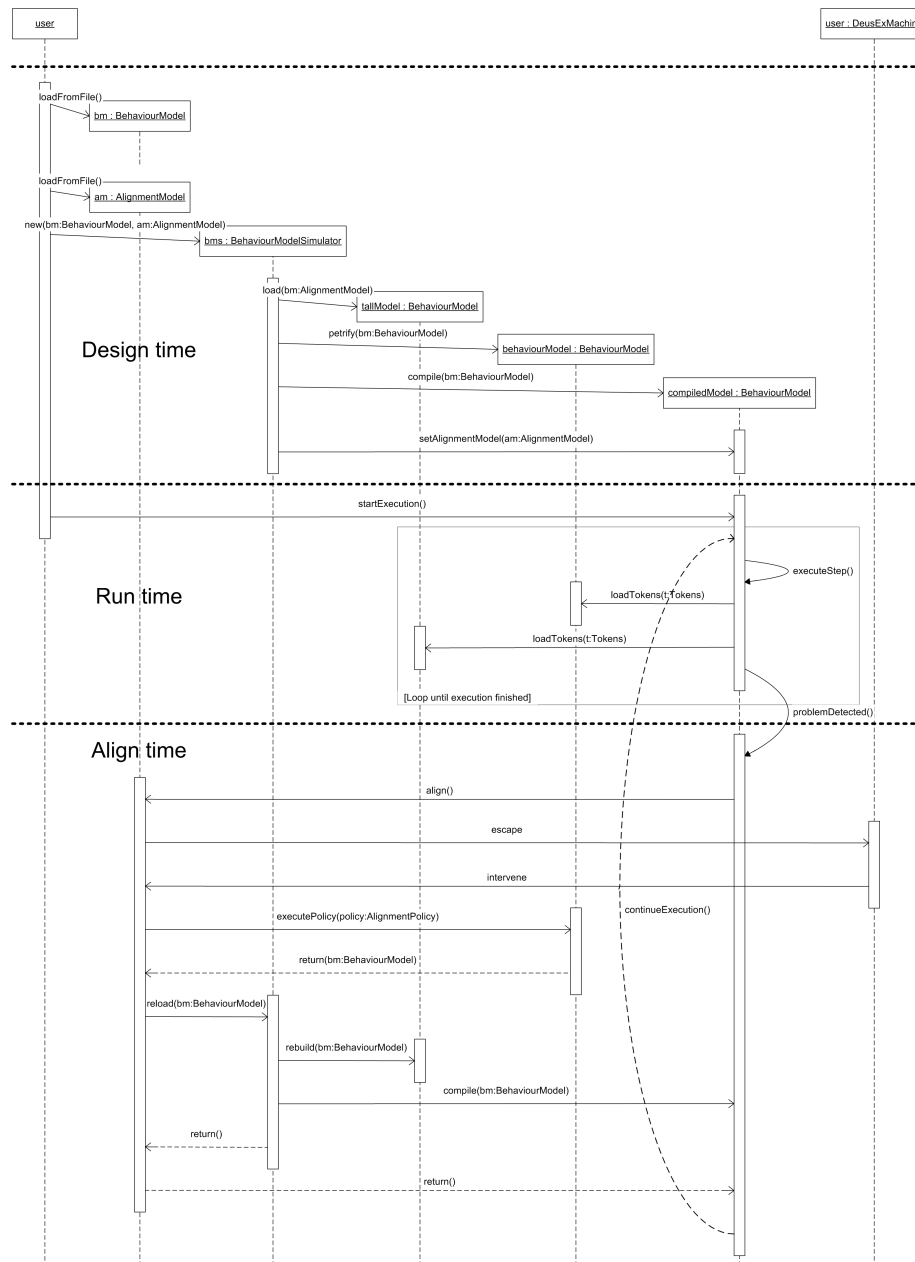 user
user : DeusExMachin
loadFromFile()
bm : BehaviourModel
loadFromFile()
am : AlignmentModel
new(bm:BehaviourModel, am:AlignmentModel)
bms : BehaviourModelSimulator
load(bm:AlignmentModel)
tallModel : BehaviourModel
petrify(bm:BehaviourModel)
behaviourModel : BehaviourModel
Design time
compile(bm:BehaviourModel)
compiledModel : BehaviourModel
setAlignmentModel(am:AlignmentModel)
startExecution()
executeStep()
Run time
loadTokens(t:Tokens)
loadTokens(t:Tokens)
[Loop until execution finished]
problemDetected()
Align time
align()
escape
intervene
continueExecution()
executePolicy(policy:AlignmentPolicy)
return(bm:BehaviourModel)
reload(bm:BehaviourModel)
rebuild(bm:BehaviourModel)
compile(bm:BehaviourModel)
return()
return()